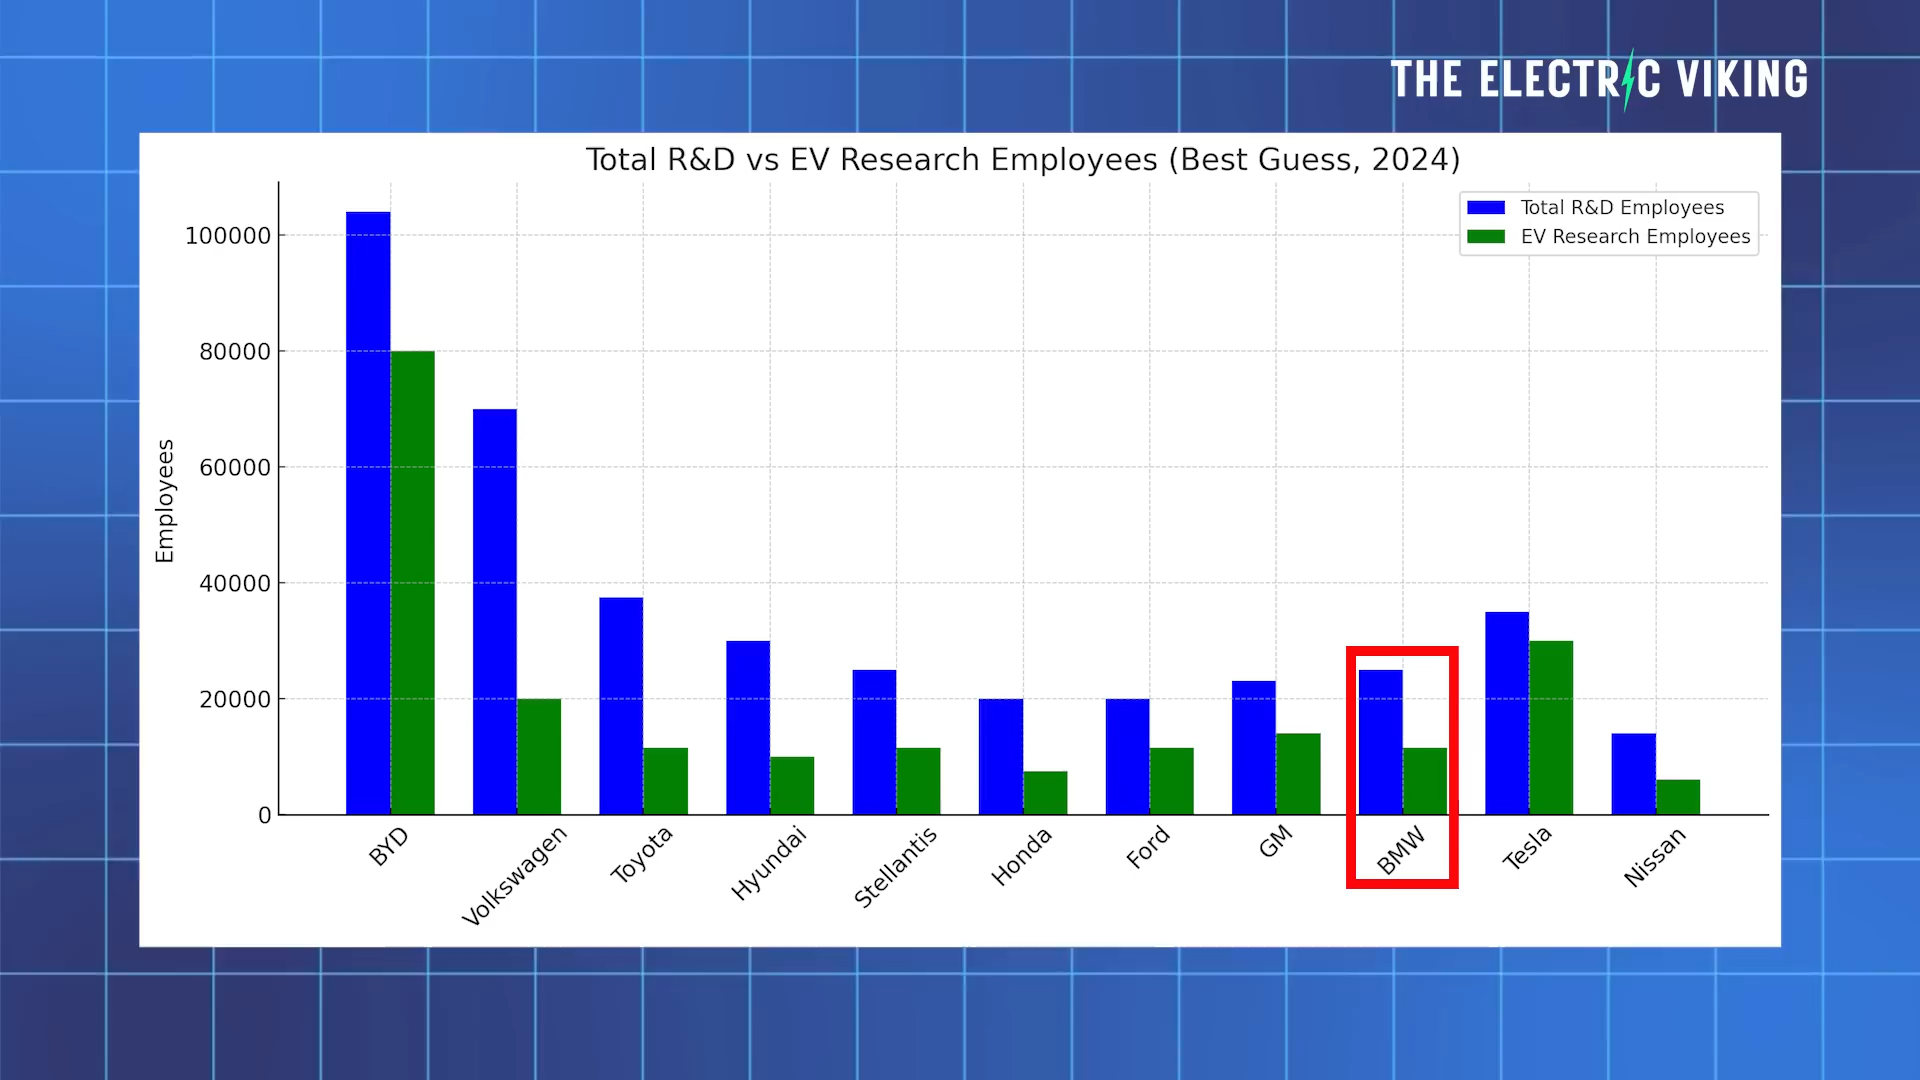 THE ELECTRIC VIKING
Total R&D vs EV Research Employees (Best Guess, 2024)
Total R&D Employees
EV Research Employees
Employees
100000
80000
60000
40000
20000
0
BYD
Volkswagen
Toyota
Hyundai
Stellantis
Honda
Ford
GM
BMW
Tesla
Nissan